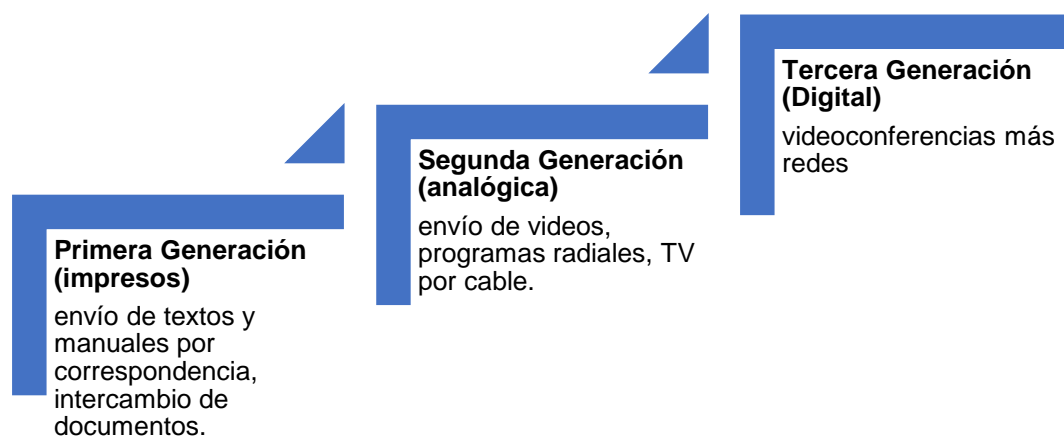 Primera Generación
(impresos)
envío de textos y
manuales por
correspondencia,
intercambio de
documentos.
Segunda Generación
(analógica)
envío de videos,
programas radiales, TV
por cable.
Tercera Generación
(Digital)
videoconferencias más
redes